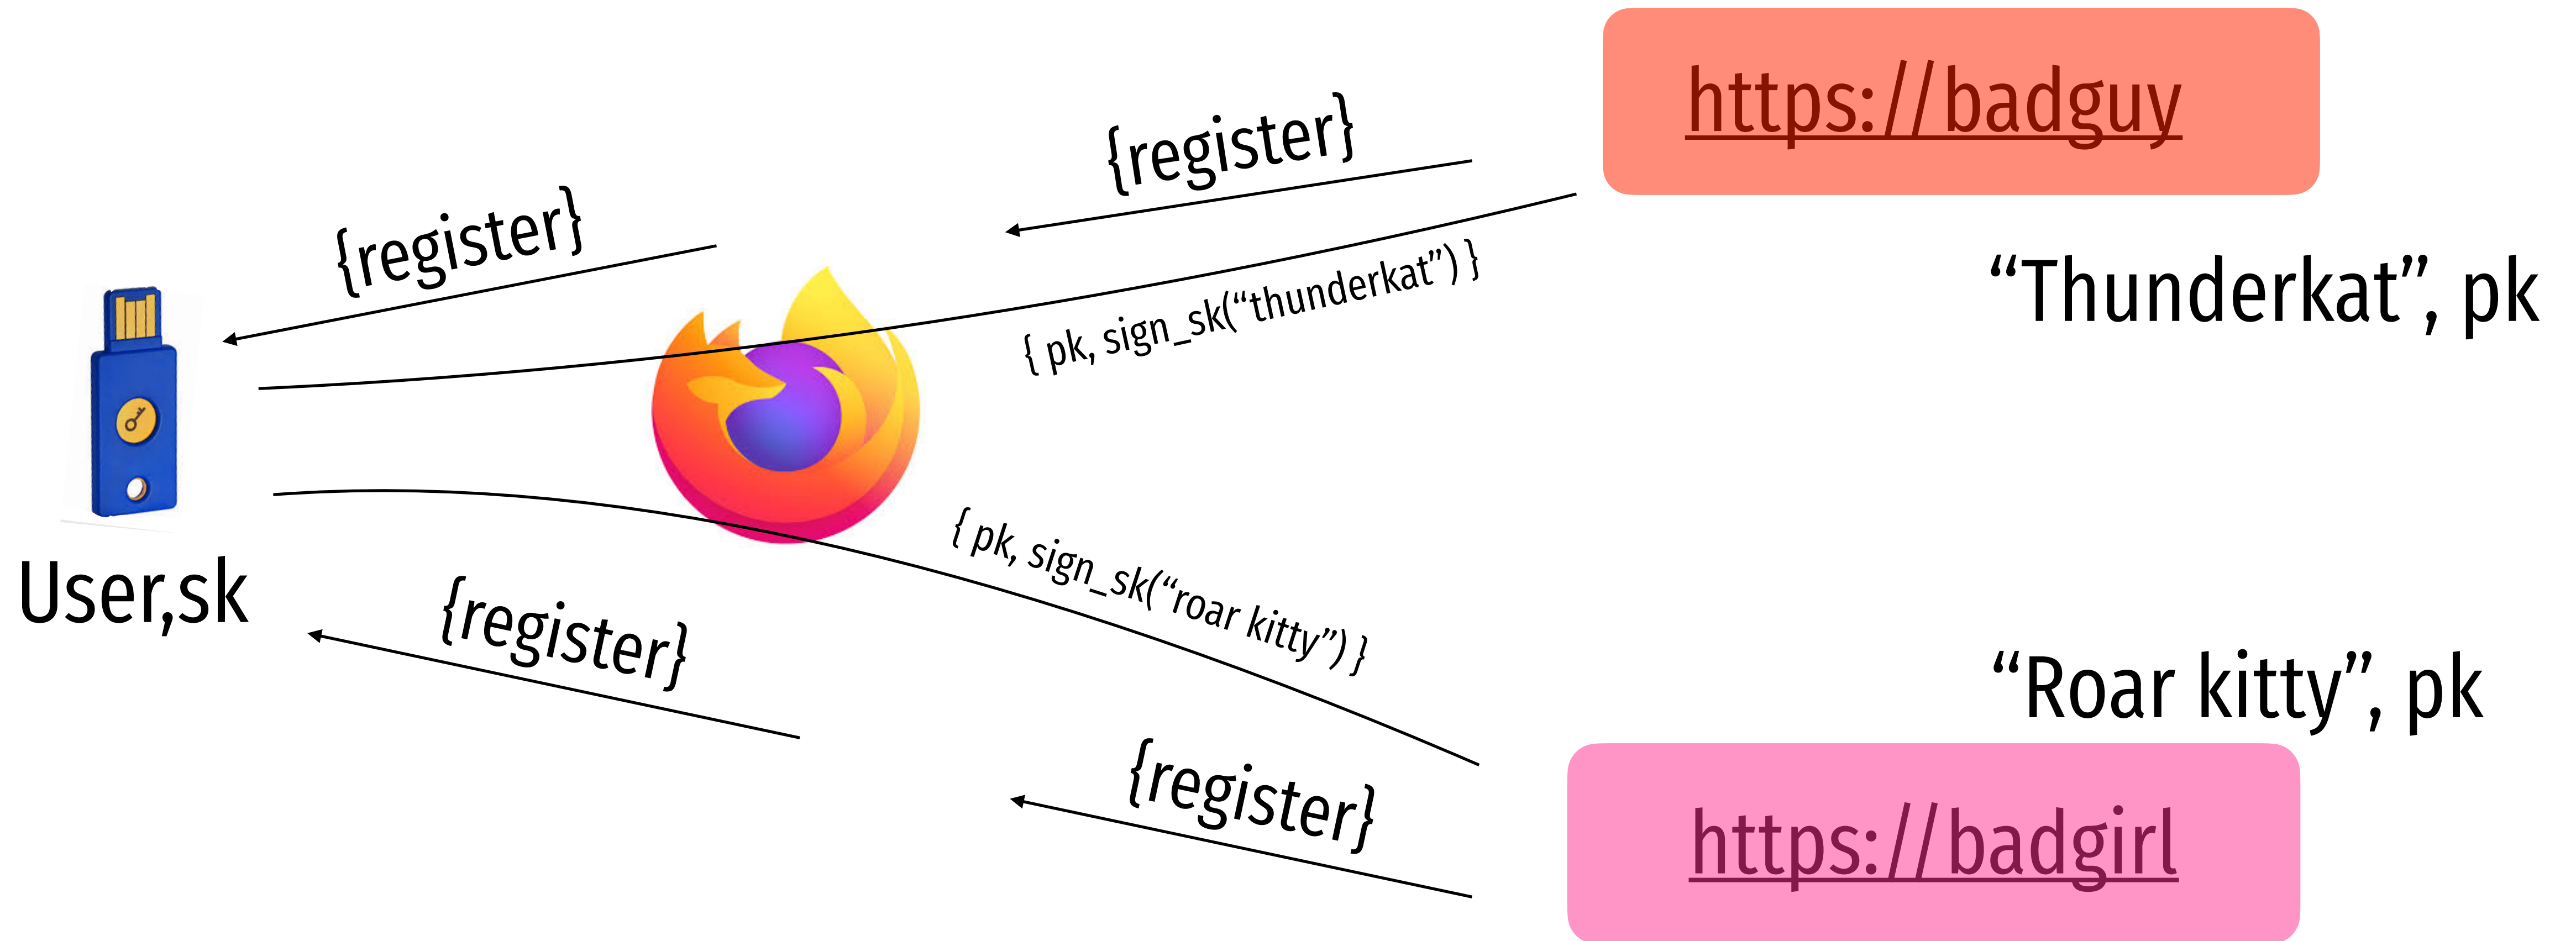 https://badguy
{register}
{register}
{ pk, sign_sk(“thunderkat”) }
“Thunderkat”, pk
User,sk
{ pk, sign_sk(“roar kitty”) }
{register}
“Roar kitty”, pk
{register}
https://badgirl